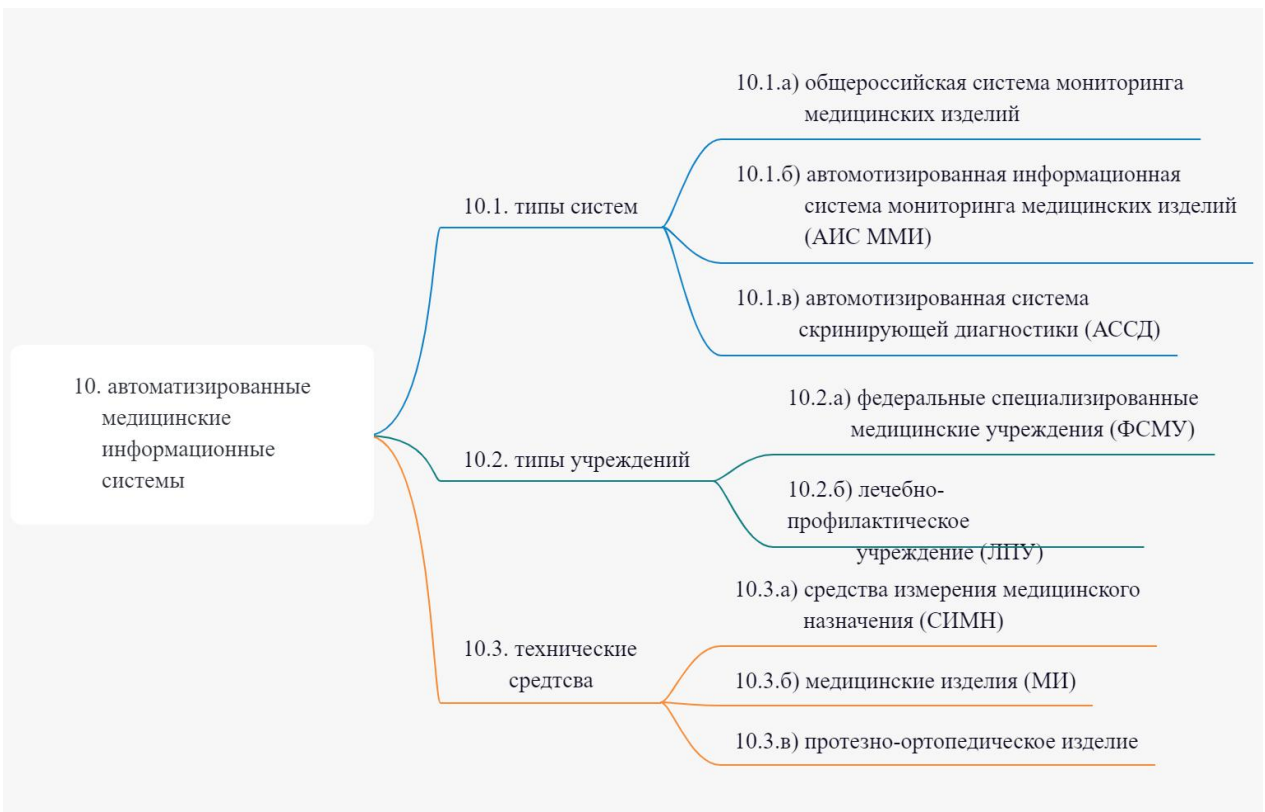 10. автоматизированные
медицинские
информационные
системы
10.1. типы систем
10.1.а) общероссийская система мониторинга
медицинских изделий
10.1.б) автомотизированная информационная
система мониторинга медицинских изделий
(АИС ММИ)
10.1.в) автомотизированная система
скринирующей диагностики (АССД)
10.2. типы учреждений
10.2.а) федеральные специализированные
медицинские учреждения (ФСМУ)
10.2.б) лечебно-
профилактическое
учреждение (ЛПУ)
10.3. технические
средтсва
10.3.а) средства измерения медицинского
назначения (СИМН)
10.3.б) медицинские изделия (МИ)
10.3.в) протезно-ортопедическое изделие